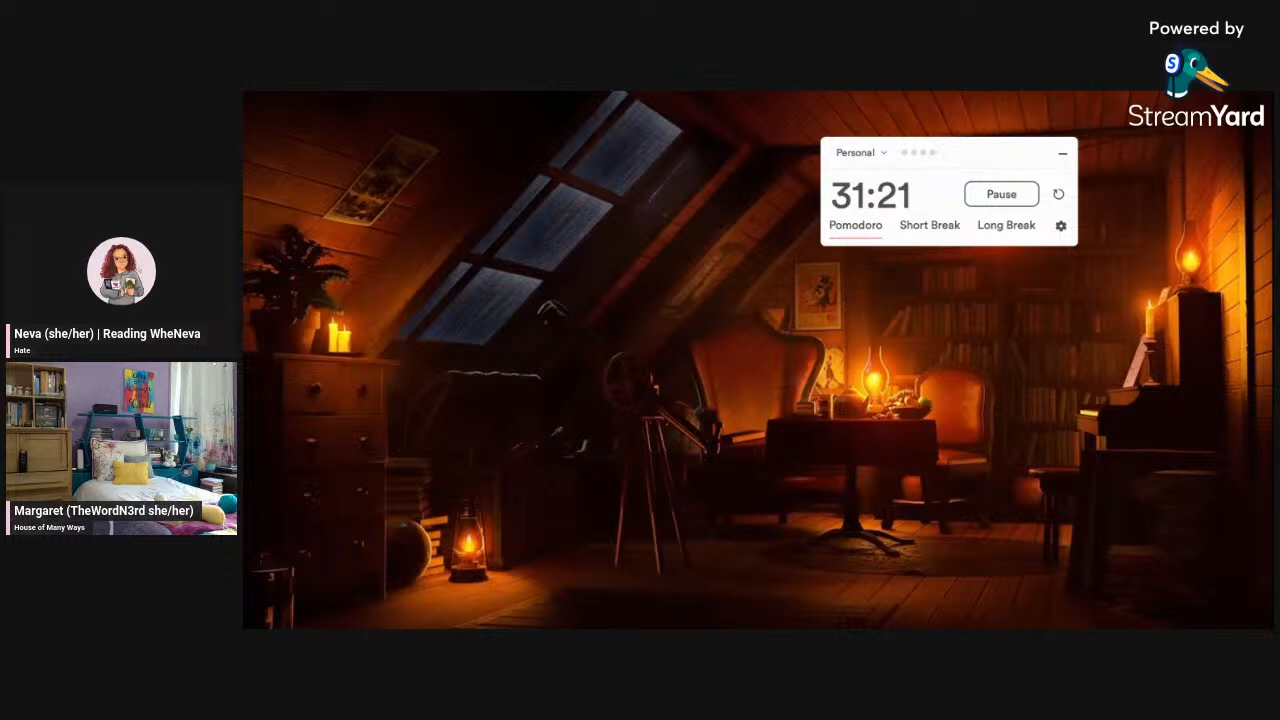 Powered by
StreamYard
Personal
31:21
Pause
Pomodoro
Short Break
Long Break
Neva (she/her) | Reading WheNeva
Hate
Margaret (TheWordN3rd she/her)
House of Many Ways